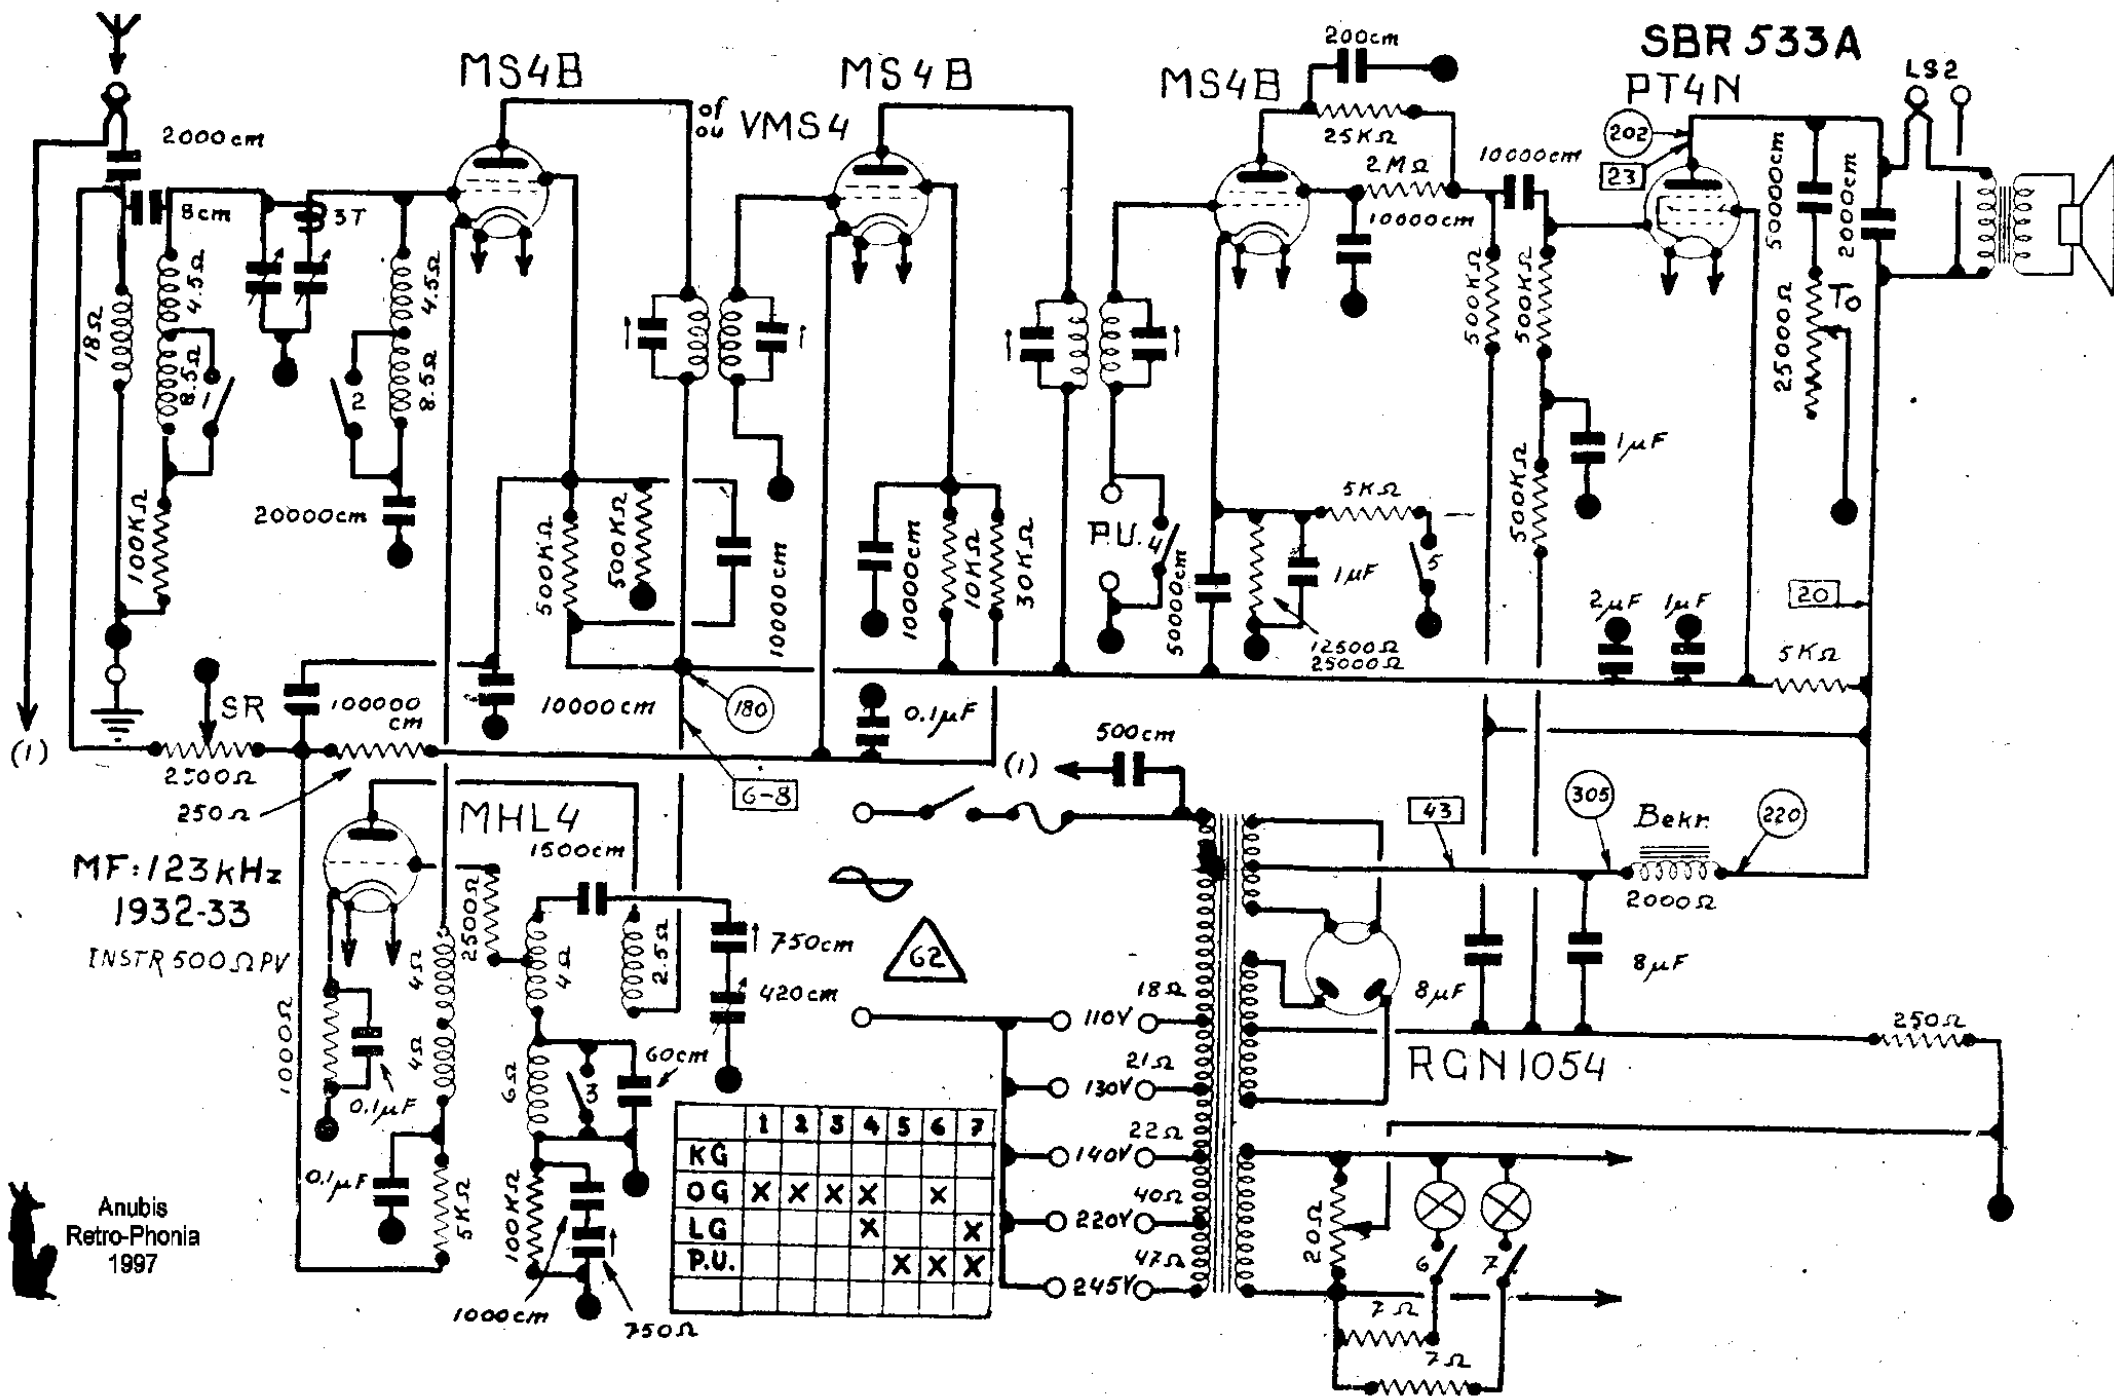 SBR 533A
MS4B
of
ou
VMS4
MS4B
MS4B
PT4N
LS2
200cm
25KΩ
2MΩ
10000cm
10000cm
202
23
50000cm
2000cm
2000cm
8cm
3T
18Ω
4.5Ω
8.5Ω
1
2
4.5Ω
8.5Ω
100KΩ
20000cm
500KΩ
500KΩ
10000cm
10000cm
10KΩ
30KΩ
P.U.
4
50000cm
1µF
5KΩ
5
12500Ω
25000Ω
500KΩ
500KΩ
500KΩ
1µF
25000Ω
TO
2µF
1µF
20
5KΩ
(1)
SR
2500Ω
100000
cm
250Ω
10000cm
180
6-8
0.1µF
(1)
500cm
43
305
Bekr.
220
2000Ω
MHL4
MF:123kHz
1932-33
INSTR 500ΩPV
1500cm
2500Ω
4Ω
2.5Ω
750cm
420cm
62
4Ω
4Ω
1000Ω
0.1µF
6Ω
3
60cm
0.1µF
5KΩ
100KΩ
1000cm
750Ω
1 2 3 4 5 6 7
KG
OG X X X X X
LG X X
P.U. X X X
18Ω
110V
21Ω
130V
22Ω
140V
40Ω
220V
47Ω
245V
RGN1054
8µF
8µF
250Ω
20Ω
6
7
7Ω
7Ω
Anubis
Retro-Phonia
1997